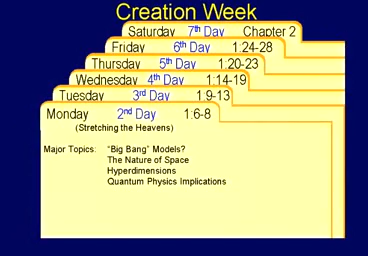 Creation Week
Saturday 7th Day Chapter 2
Friday 6th Day 1:24-28
Thursday 5th Day 1:20-23
Wednesday 4th Day 1:14-19
Tuesday 3rd Day 1:9-13
Monday 2nd Day 1:6-8
(Stretching the Heavens)
Major Topics: "Big Bang" Models?
The Nature of Space
Hyperdimensions
Quantum Physics Implications